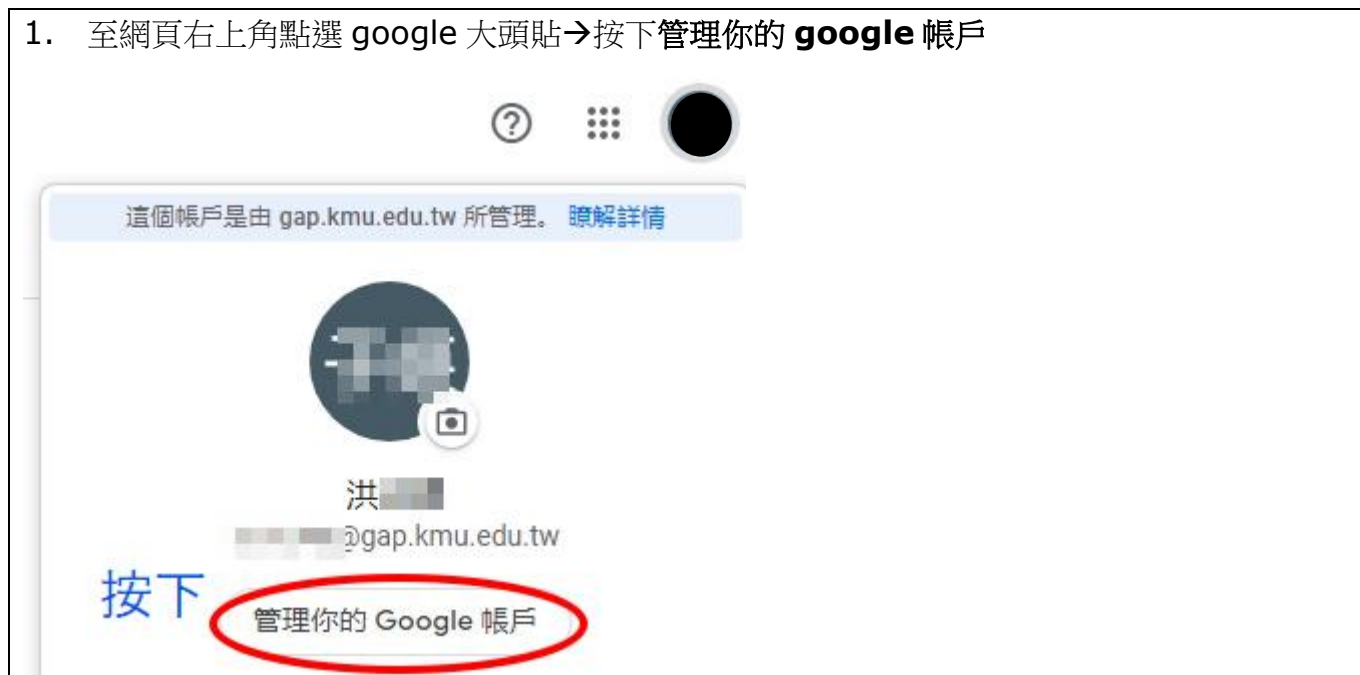 1. 至網頁右上角點選 google 大頭貼→按下管理你的 google 帳戶
這個帳戶是由 gap.kmu.edu.tw 所管理。 瞭解詳情
洪
@gap.kmu.edu.tw
按下
管理你的 Google 帳戶